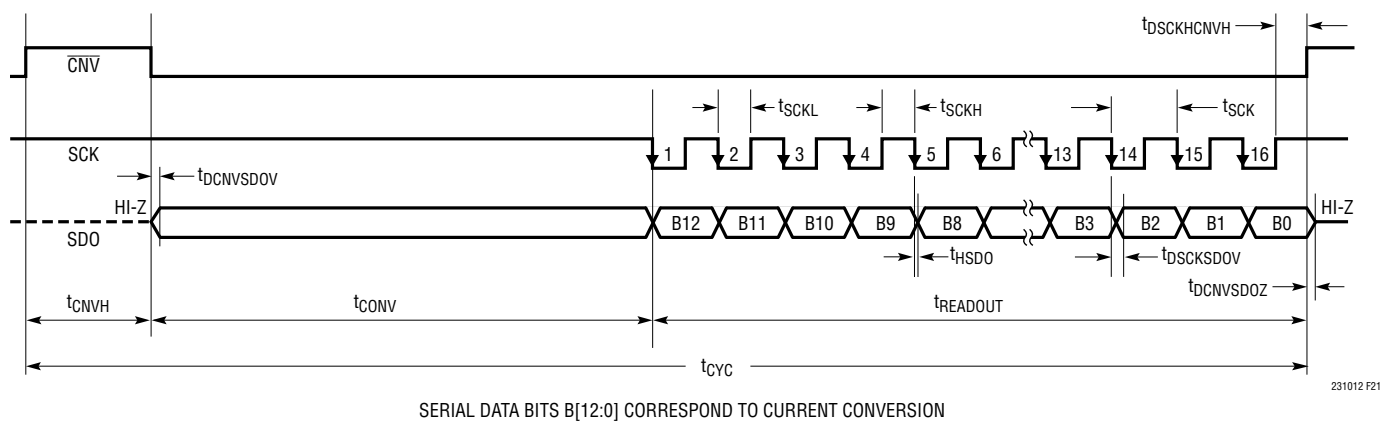 tDSCKHCNVH
CNV
tSCKL
tSCKH
tSCK
SCK
1 2 3 4 5 6 13 14 15 16
tDCNVSDOV
HI-Z
SDO
B12 B11 B10 B9 B8 B3 B2 B1 B0
HI-Z
tHSDO
tDSCKSDOV
tDCNVSDOZ
tCNVH
tCONV
tREADOUT
tCYC
231012 F21
SERIAL DATA BITS B[12:0] CORRESPOND TO CURRENT CONVERSION